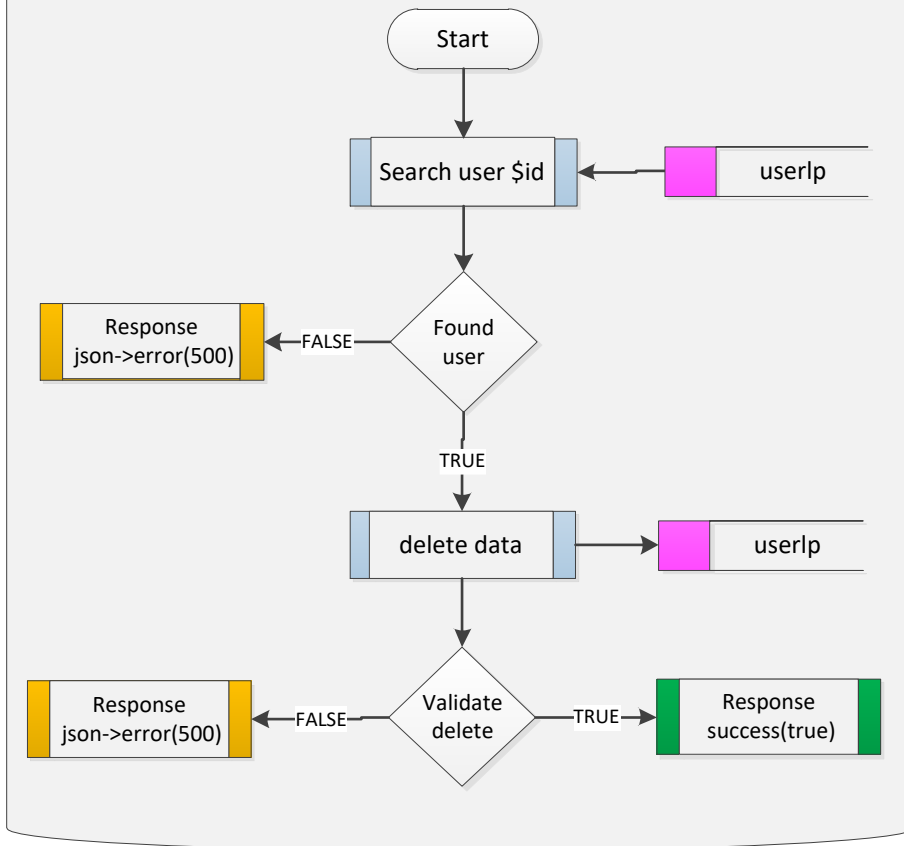 Start
Search user $id
userlp
Found
user
FALSE
Response
json->error(500)
TRUE
delete data
userlp
Validate
delete
FALSE
Response
json->error(500)
TRUE
Response
success(true)